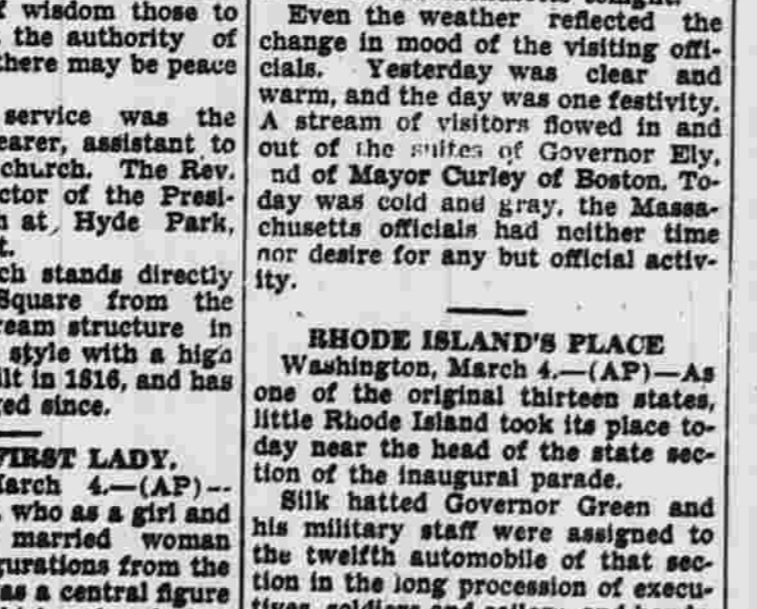 wisdom those to
the authority of
there may be peace
service was the
earer, assistant to
church. The Rev.
ctor of the Presi-
at, Hyde Park,
t.
ch stands directly
Square from the
ream structure in
style with a high
ilt in 1816, and has
ed since.
FIRST LADY.
March 4.—(AP)—
who as a girl and
married woman
gurations from the
as a central figure
Even the weather reflected the
change in mood of the visiting offi-
cials. Yesterday was clear and
warm, and the day was one festivity.
A stream of visitors flowed in and
out of the suites of Governor Ely,
nd of Mayor Curley of Boston. To-
day was cold and gray, the Massa-
chusetts officials had neither time
nor desire for any but official activ-
ity.
RHODE ISLAND'S PLACE
Washington, March 4.—(AP)—As
one of the original thirteen states,
little Rhode Island took its place to-
day near the head of the state sec-
tion of the inaugural parade.
Silk hatted Governor Green and
his military staff were assigned to
the twelfth automobile of that sec-
tion in the long procession of execu-